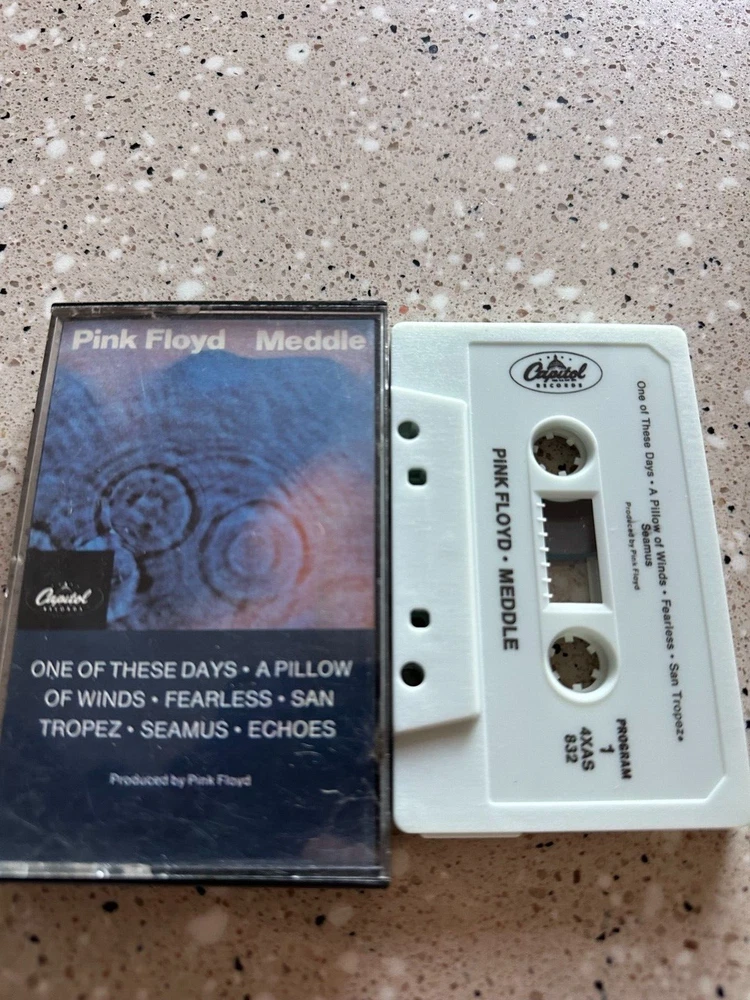 Pink Floyd Meddle
Capitol
RECORDS
ONE OF THESE DAYS • A PILLOW
OF WINDS • FEARLESS • SAN
TROPEZ • SEAMUS • ECHOES
Produced by Pink Floyd
Capitol
RECORDS
One of These Days • A Pillow of Winds • Fearless • San Tropez•
Seamus
Produced by Pink Floyd
PINK FLOYD • MEDDLE
PROGRAM
1
4XAS
832